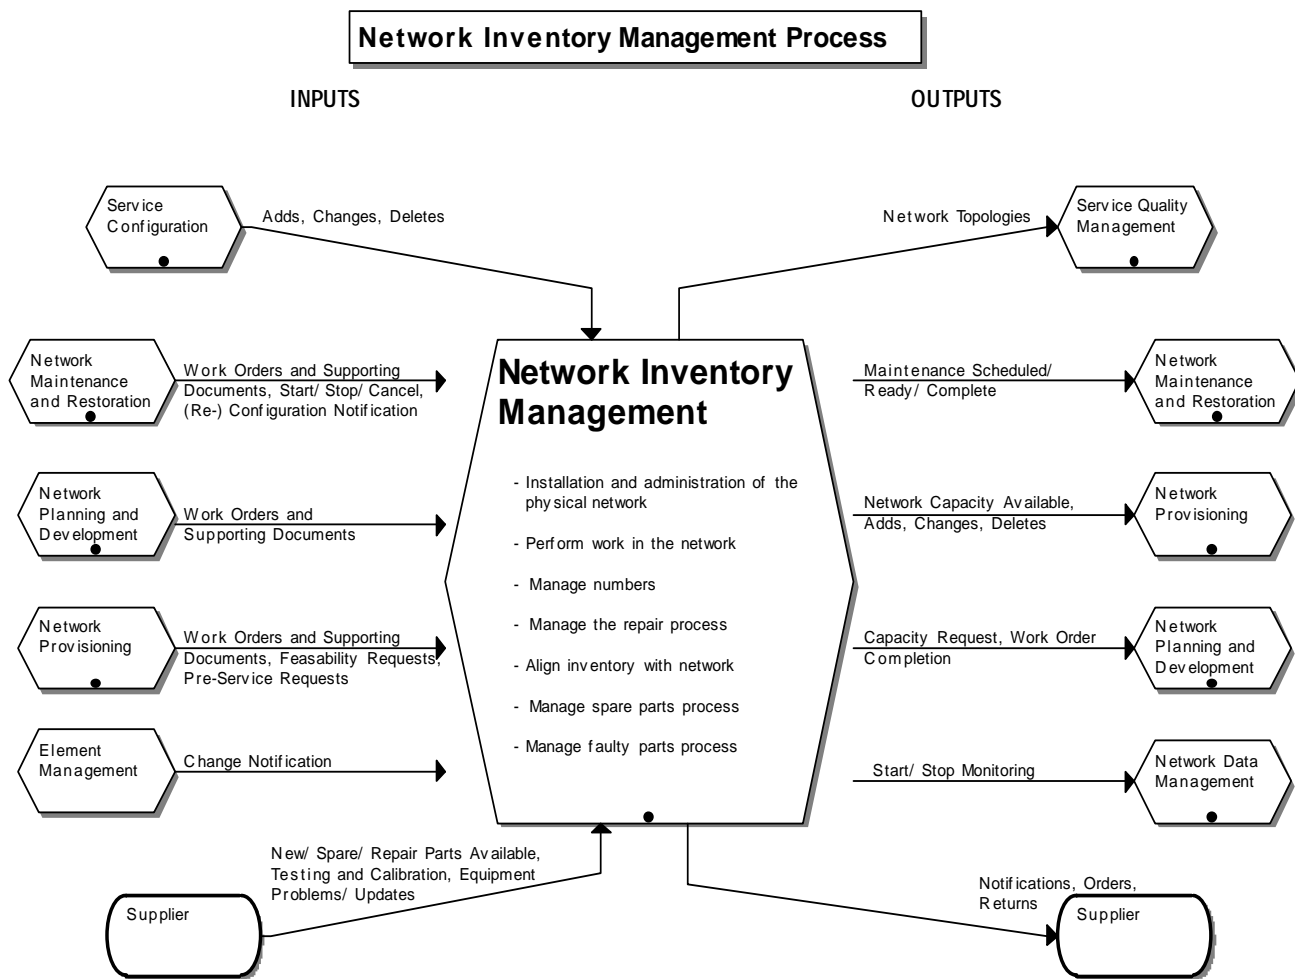 Network Inventory Management Process
INPUTS
OUTPUTS
Service
Configuration
Adds, Changes, Deletes
Network Topologies
Service Quality
Management
Network
Maintenance
and Restoration
Work Orders and Supporting
Documents, Start/ Stop/ Cancel,
(Re-) Configuration Notification
Network Inventory
Management
Maintenance Scheduled/
Ready/ Complete
Network
Maintenance
and Restoration
- Installation and administration of the
physical network
- Perform work in the network
- Manage numbers
- Manage the repair process
- Align inventory with network
- Manage spare parts process
- Manage faulty parts process
Network
Planning and
Development
Work Orders and
Supporting Documents
Network Capacity Available,
Adds, Changes, Deletes
Network
Provisioning
Network
Provisioning
Work Orders and Supporting
Documents, Feasability Requests,
Pre-Service Requests
Capacity Request, Work Order
Completion
Network
Planning and
Development
Element
Management
Change Notification
Start/ Stop Monitoring
Network Data
Management
New/ Spare/ Repair Parts Available,
Testing and Calibration, Equipment
Problems/ Updates
Supplier
Notifications, Orders,
Returns
Supplier